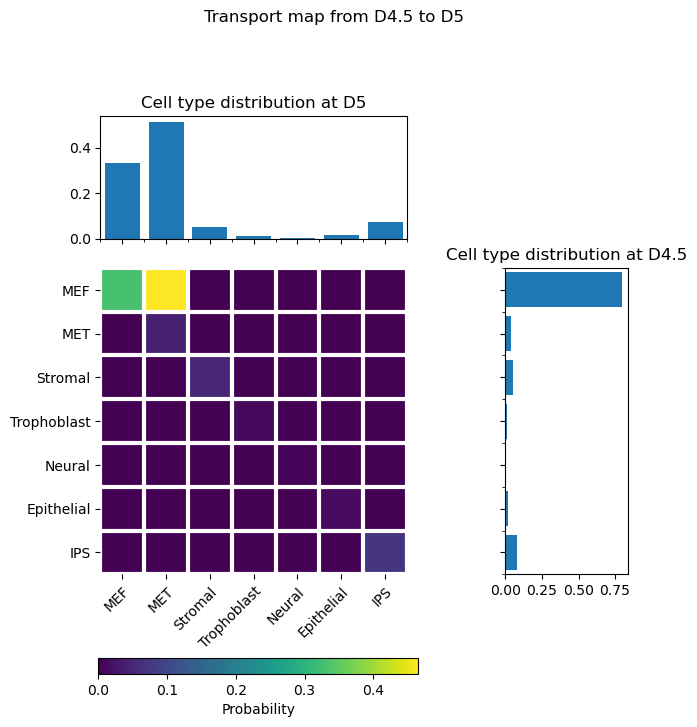 Transport map from D4.5 to D5
Cell type distribution at D5
0.4
0.2
0.0
Cell type distribution at D4.5
MEF
MET
Stromal
Trophoblast
Neural
Epithelial
IPS
0.00 0.25 0.50 0.75
MEF MET Stromal Trophoblast Neural Epithelial IPS
0.0 0.1 0.2 0.3 0.4
Probability